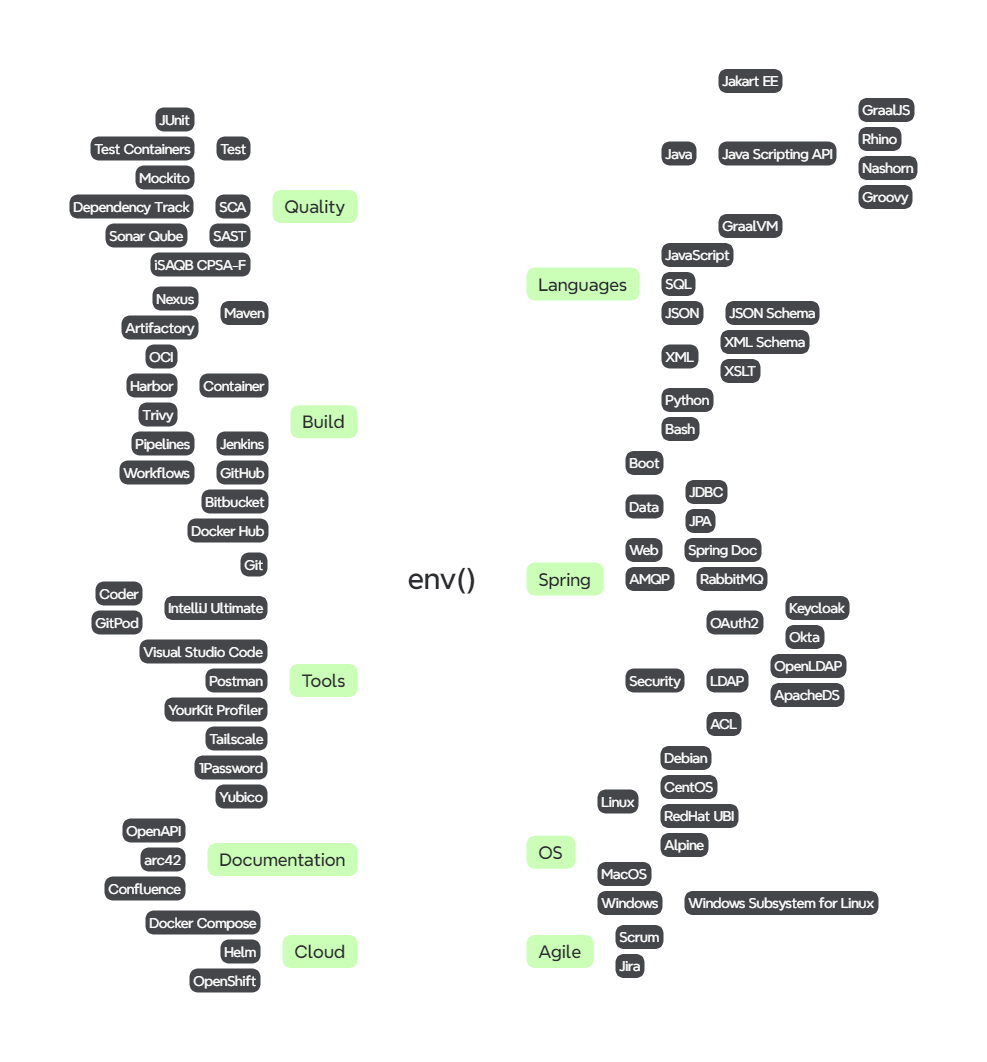 env()
Quality
Test
JUnit
Test Containers
Mockito
SCA
Dependency Track
SAST
Sonar Qube
iSAQB CPSA-F
Build
Maven
Nexus
Artifactory
Container
OCI
Harbor
Trivy
Jenkins
Pipelines
GitHub
Workflows
Bitbucket
Docker Hub
Tools
Git
IntelliJ Ultimate
Coder
GitPod
Visual Studio Code
Postman
YourKit Profiler
Tailscale
1Password
Yubico
Documentation
OpenAPI
arc42
Confluence
Cloud
Docker Compose
Helm
OpenShift
Languages
Java
Jakart EE
Java Scripting API
GraalJS
Rhino
Nashorn
Groovy
GraalVM
JavaScript
SQL
JSON
JSON Schema
XML
XML Schema
XSLT
Python
Bash
Spring
Boot
Data
JDBC
JPA
Web
Spring Doc
AMQP
RabbitMQ
Security
OAuth2
Keycloak
Okta
LDAP
OpenLDAP
ApacheDS
ACL
OS
Linux
Debian
CentOS
RedHat UBI
Alpine
MacOS
Windows
Windows Subsystem for Linux
Agile
Scrum
Jira